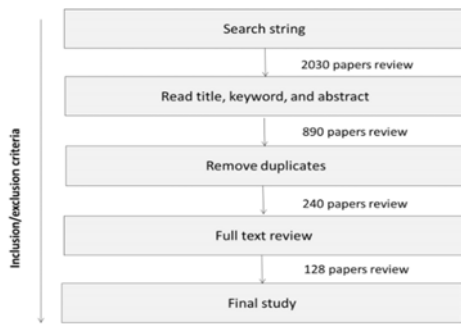 Search string
2030 papers review
Read title, keyword, and abstract
890 papers review
Remove duplicates
240 papers review
Full text review
128 papers review
Final study
Inclusion/exclusion criteria